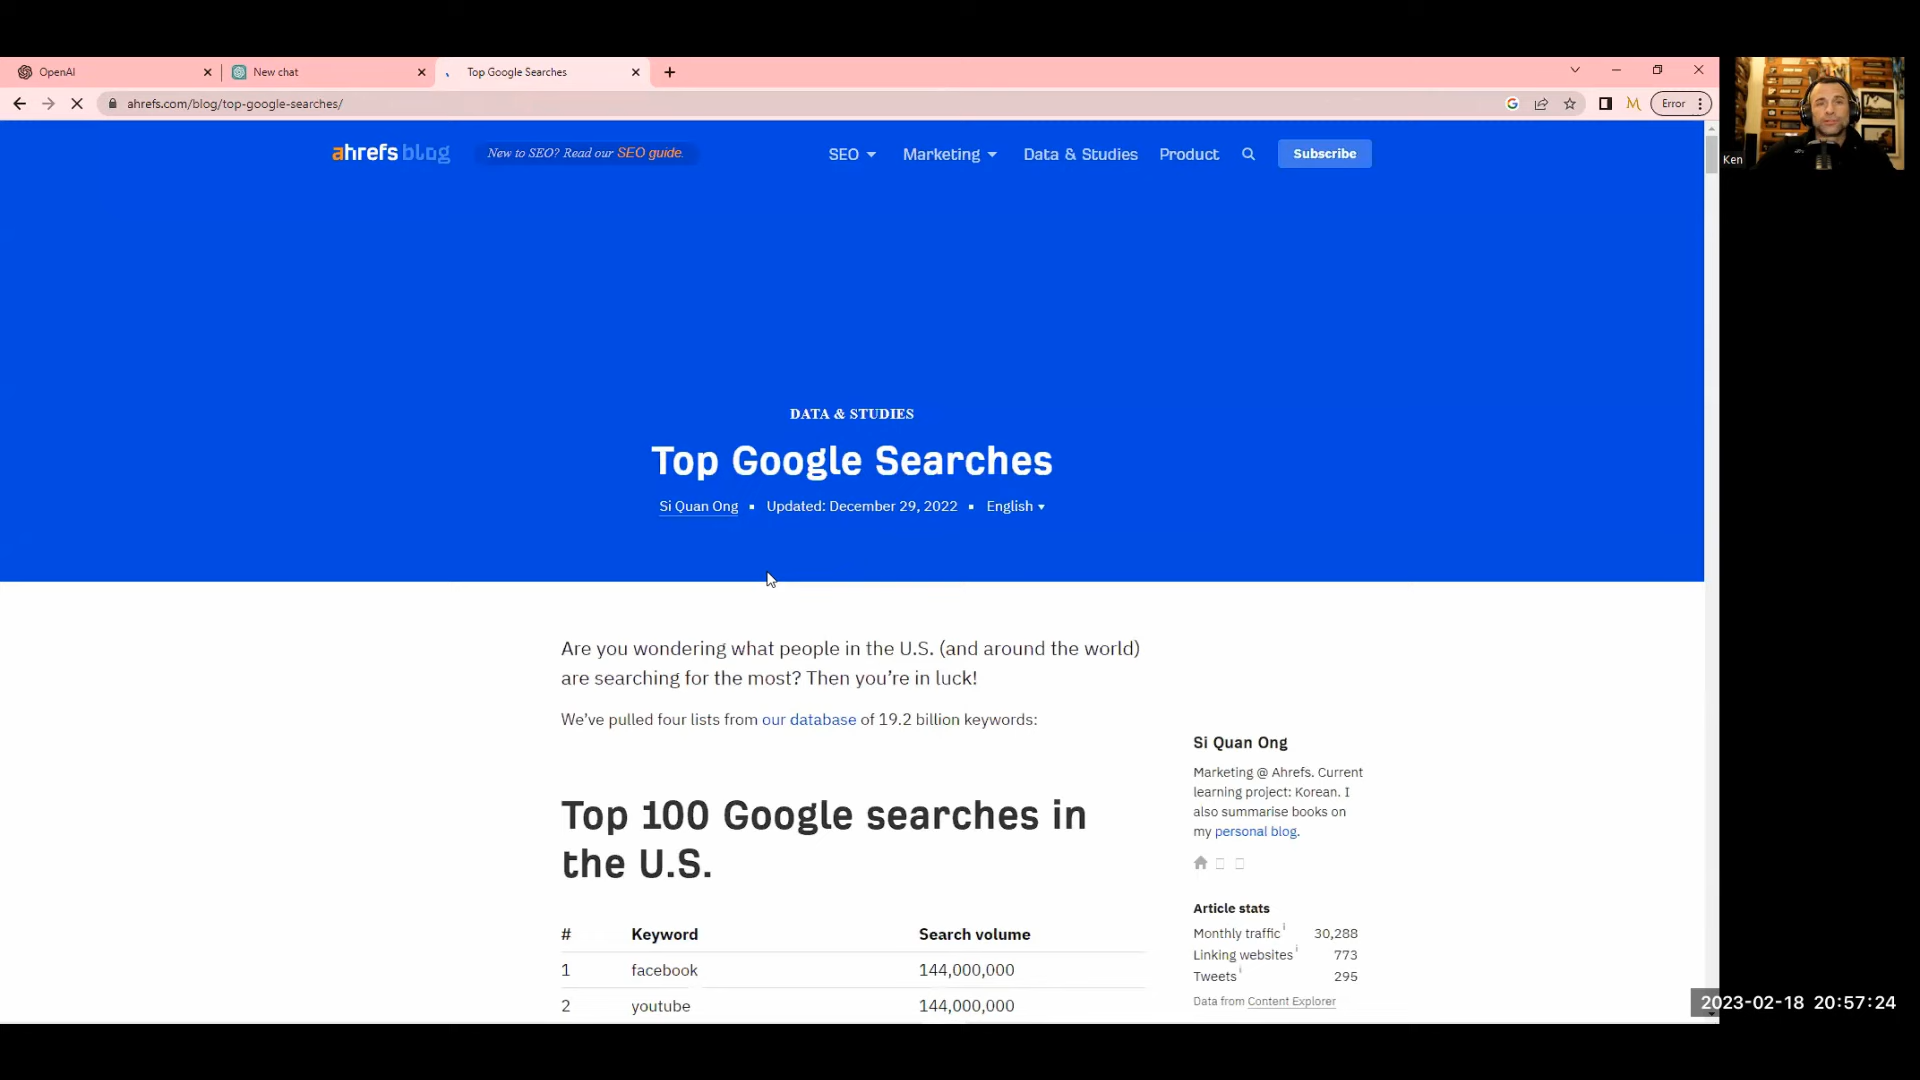 OpenAI
New chat
Top Google Searches
ahrefs.com/blog/top-google-searches/
Error
Ken
ahrefs blog
New to SEO? Read our SEO guide.
SEO
Marketing
Data & Studies
Product
Subscribe
DATA & STUDIES
Top Google Searches
Si Quan Ong
Updated: December 29, 2022
English
Are you wondering what people in the U.S. (and around the world)
are searching for the most? Then you’re in luck!
We’ve pulled four lists from our database of 19.2 billion keywords:
Top 100 Google searches in
the U.S.
# Keyword Search volume
1 facebook 144,000,000
2 youtube 144,000,000
Si Quan Ong
Marketing @ Ahrefs. Current
learning project: Korean. I
also summarise books on
my personal blog.
Article stats
Monthly traffic i 30,288
Linking websites i 773
Tweets i 295
Data from Content Explorer
2023-02-18 20:57:24